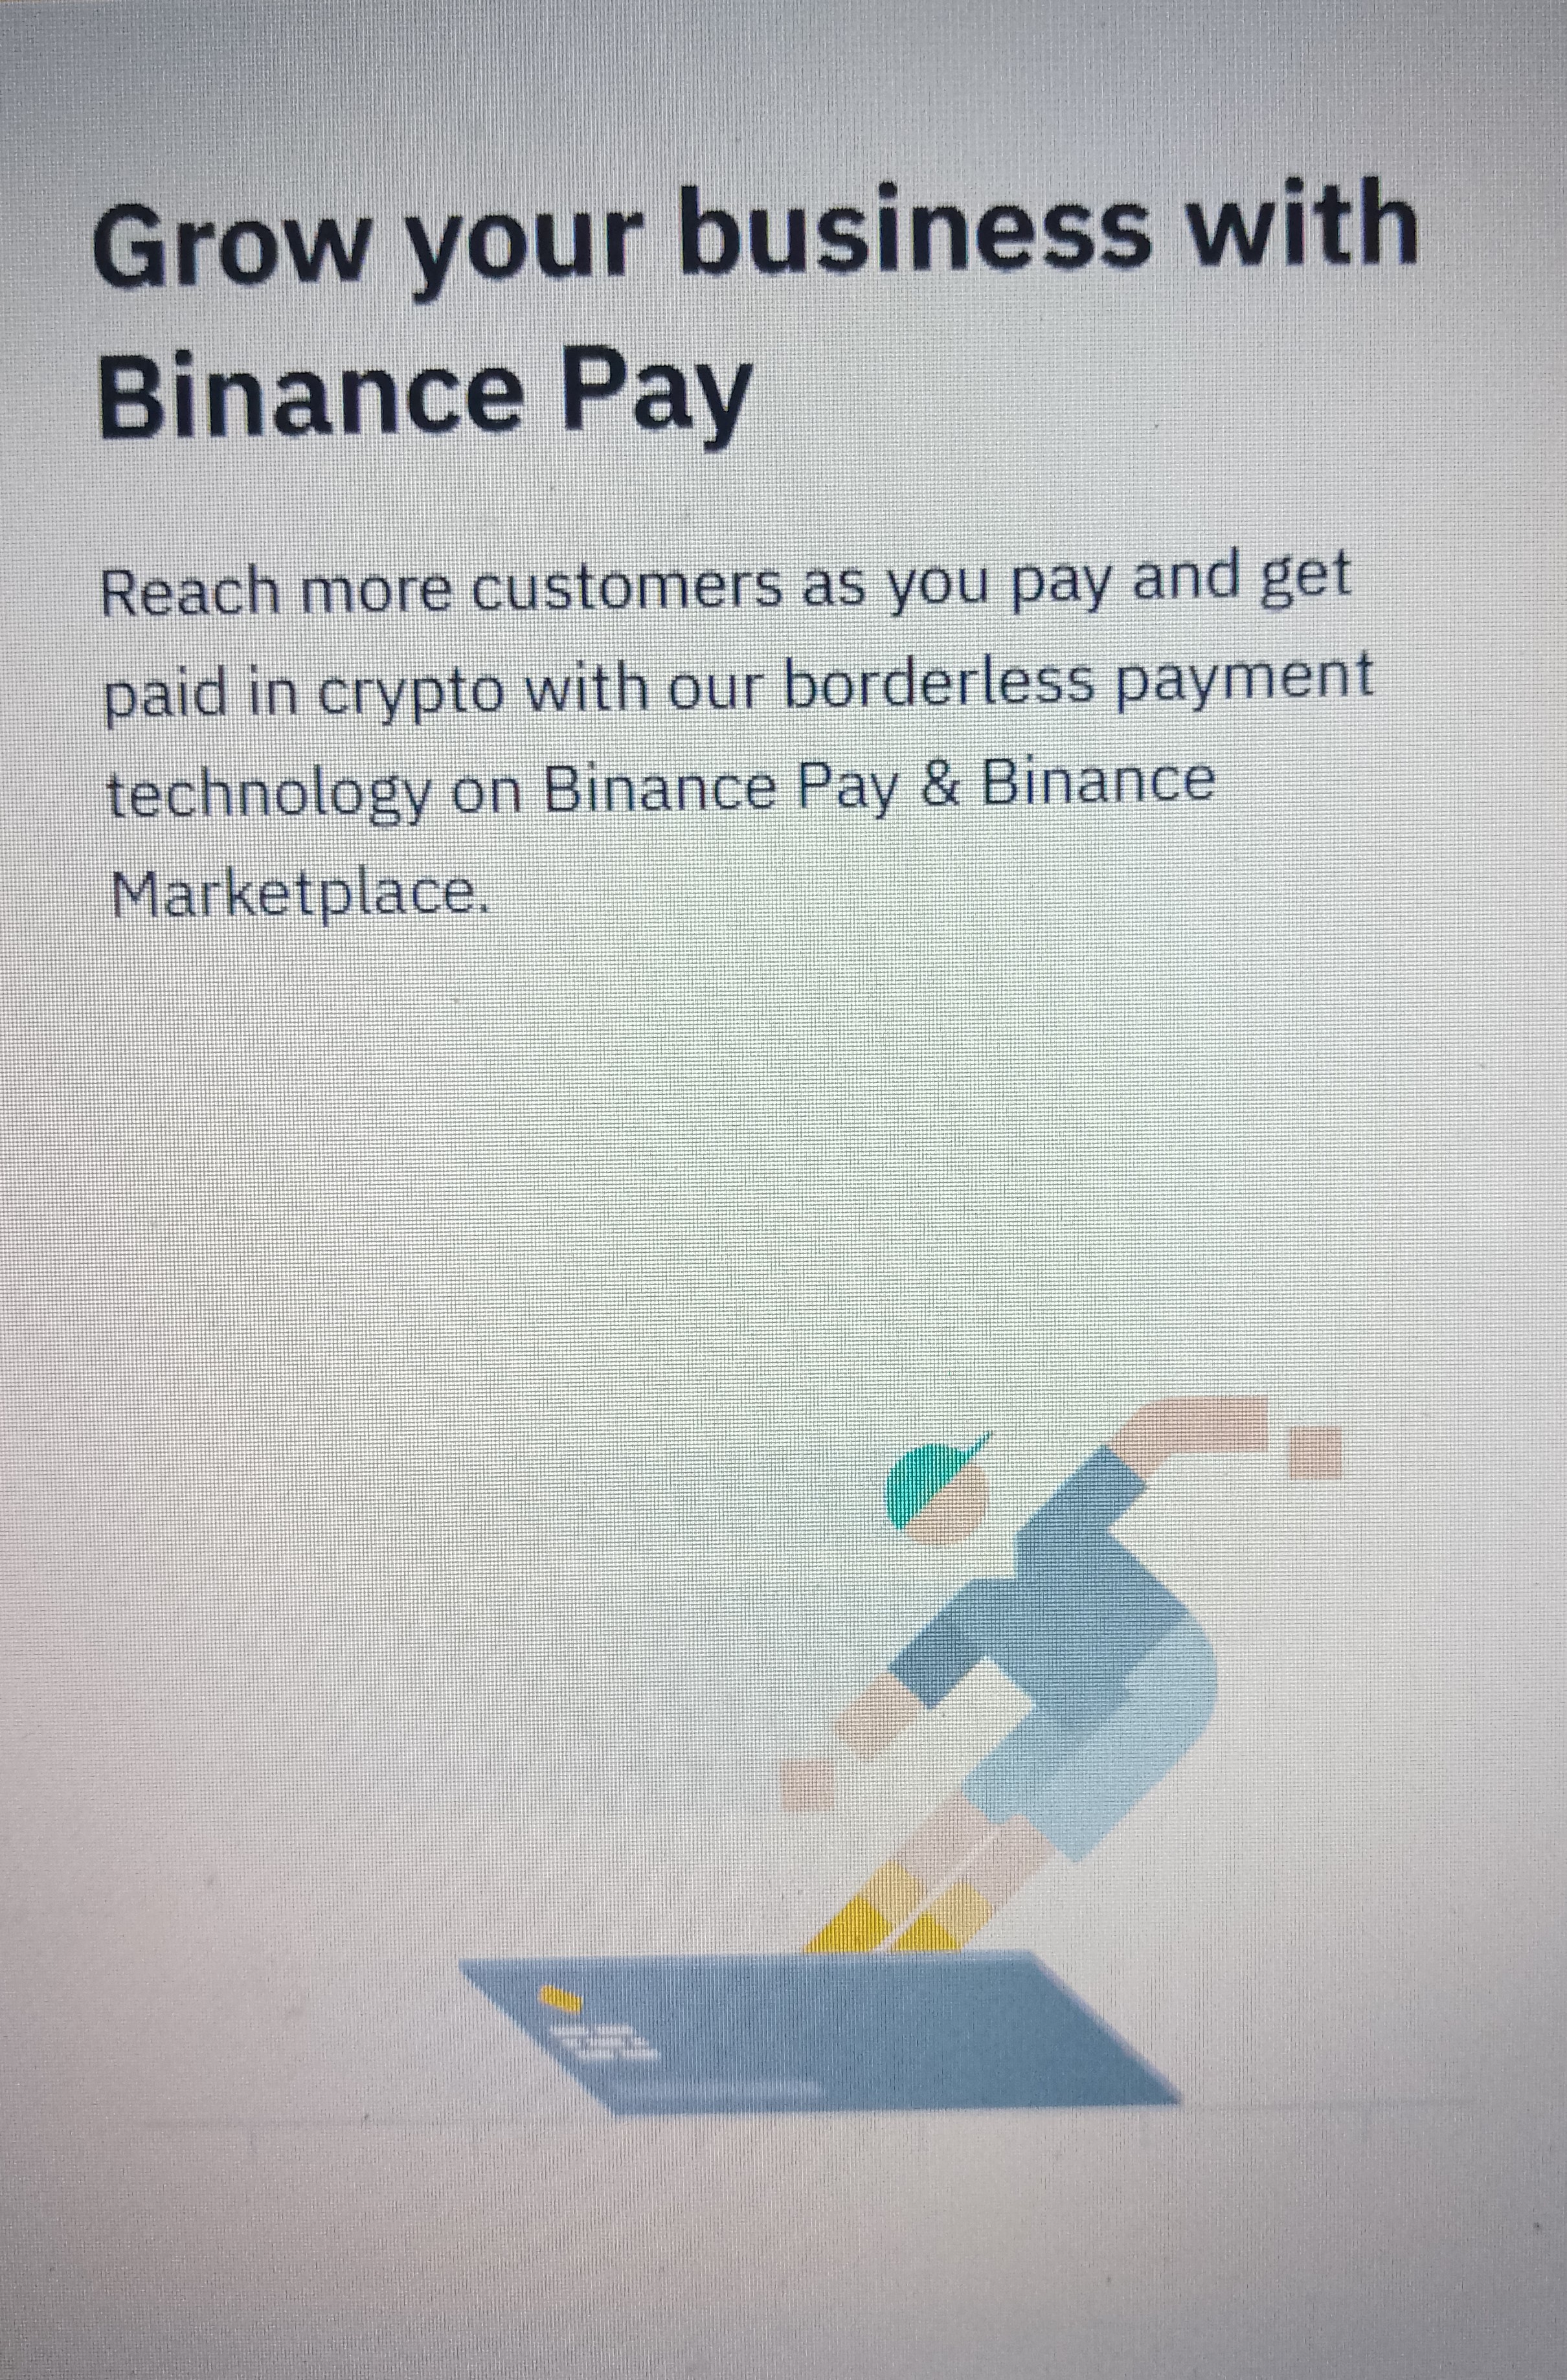 Grow your business with
Binance Pay
Reach more customers as you pay and get
paid in crypto with our borderless payment
technology on Binance Pay & Binance
Marketplace.